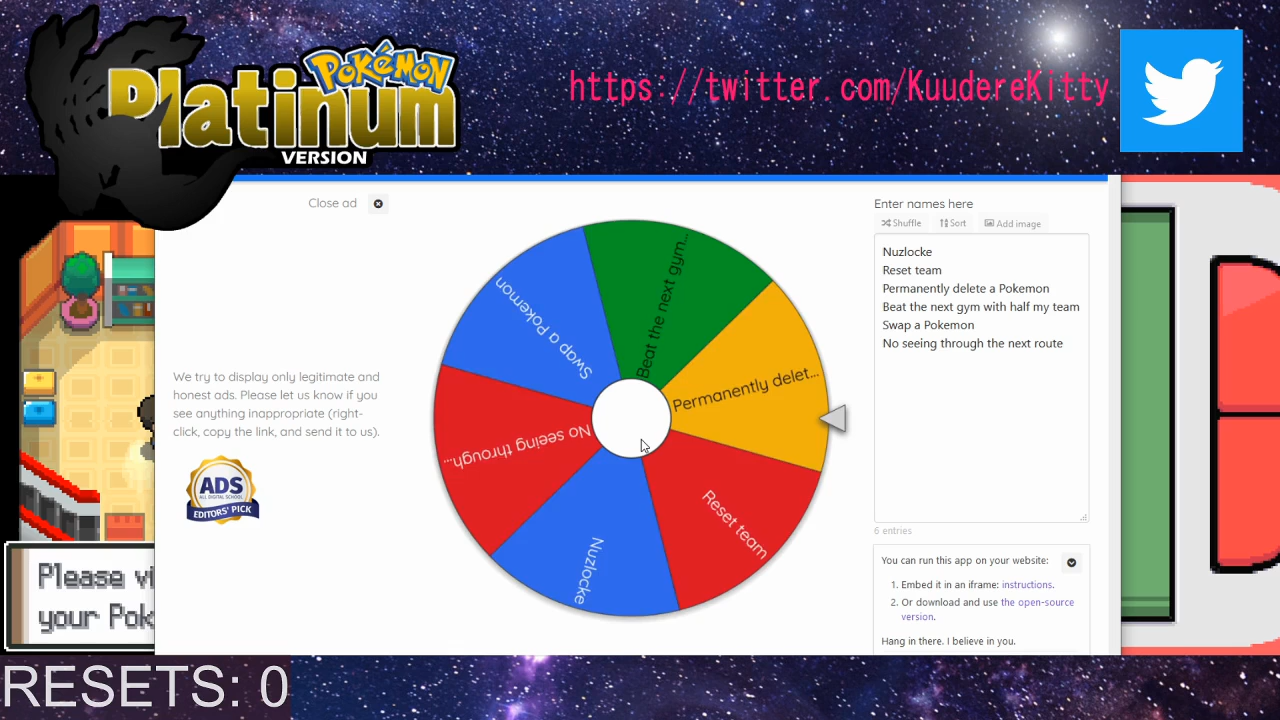 POKéMON
Platinum
VERSION
https://twitter.com/KuudereKitty
Close ad
We try to display only legitimate and
honest ads. Please let us know if you
see anything inappropriate (right-
click, copy the link, and send it to us).
ADS
ALL DIGITAL SCHOOL
EDITORS' PICK
Beat the next gym...
Permanently delet...
Reset team
Nuzlocke
No seeing through...
Swap a Pokemon
Enter names here
Shuffle Sort Add image
Nuzlocke
Reset team
Permanently delete a Pokemon
Beat the next gym with half my team
Swap a Pokemon
No seeing through the next route
6 entries
You can run this app on your website:
1. Embed it in an iframe: instructions.
2. Or download and use the open-source
version.
Hang in there. I believe in you.
Please vi
your Pok
RESETS: 0